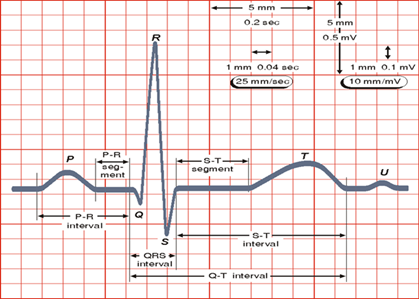 5 mm
0.2 sec
5 mm
0.5 mV
1 mm 0.04 sec
25 mm/sec
1 mm 0.1 mV
10 mm/mV
R
P
P-R
seg-
ment
S-T
segment
T
U
P-R
interval
Q
S
QRS
interval
S-T
interval
Q-T interval